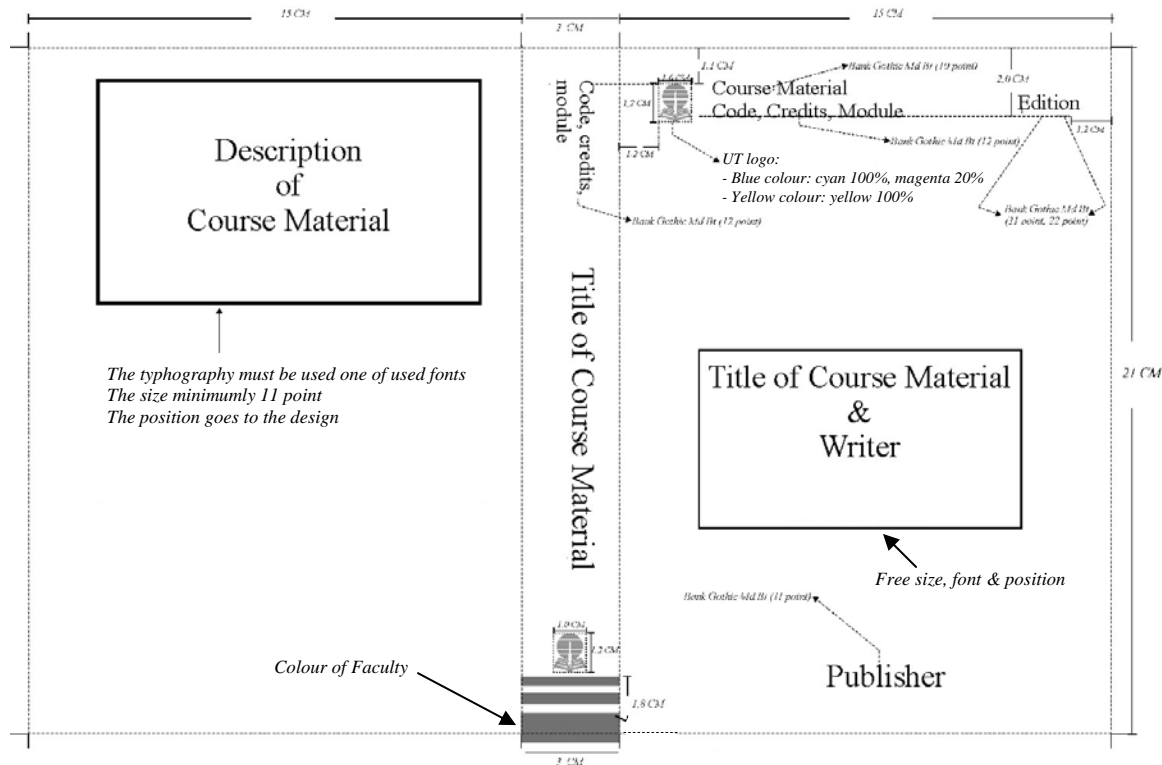 15 CM
3 CM
15 CM
Description
of
Course Material
The typhography must be used one of used fonts
The size minimumly 11 point
The position goes to the design
Code, credits,
module
Bank Gothic Md Bt (12 point)
Title of Course Material
1.0 CM
1.2 CM
Colour of Faculty
1.8 CM
3 CM
1.1 CM
Bank Gothic Md Bt (10 point)
2.0 CM
1.2 CM
Course Material
Code, Credits, Module
Edition
1.2 CM
1.2 CM
Bank Gothic Md Bt (12 point)
UT logo:
- Blue colour: cyan 100%, magenta 20%
- Yellow colour: yellow 100%
Bank Gothic Md Bt
(11 point, 22 point)
21 CM
Title of Course Material
&
Writer
Free size, font & position
Bank Gothic Md Bt (11 point)
Publisher